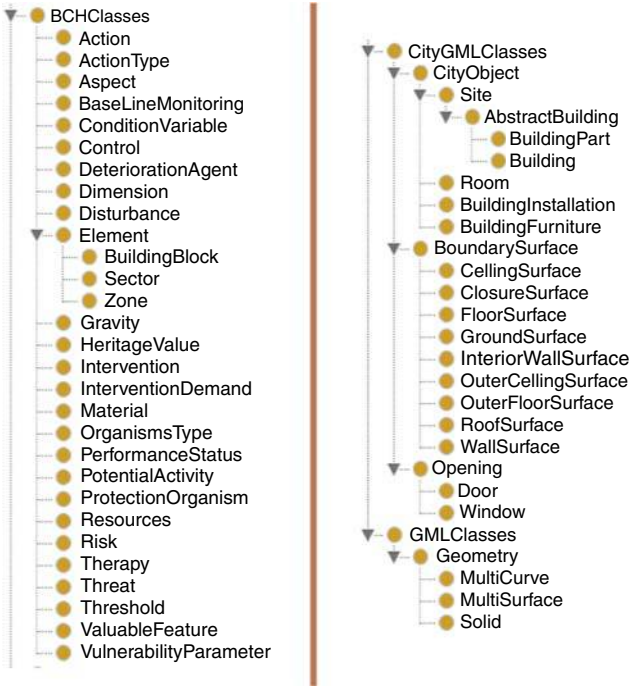 BCHClasses
Action
ActionType
Aspect
BaseLineMonitoring
ConditionVariable
Control
DeteriorationAgent
Dimension
Disturbance
Element
BuildingBlock
Sector
Zone
Gravity
HeritageValue
Intervention
InterventionDemand
Material
OrganismsType
PerformanceStatus
PotentialActivity
ProtectionOrganism
Resources
Risk
Therapy
Threat
Threshold
ValuableFeature
VulnerabilityParameter
CityGMLClasses
CityObject
Site
AbstractBuilding
BuildingPart
Building
Room
BuildingInstallation
BuildingFurniture
BoundarySurface
CellingSurface
ClosureSurface
FloorSurface
GroundSurface
InteriorWallSurface
OuterCellingSurface
OuterFloorSurface
RoofSurface
WallSurface
Opening
Door
Window
GMLClasses
Geometry
MultiCurve
MultiSurface
Solid